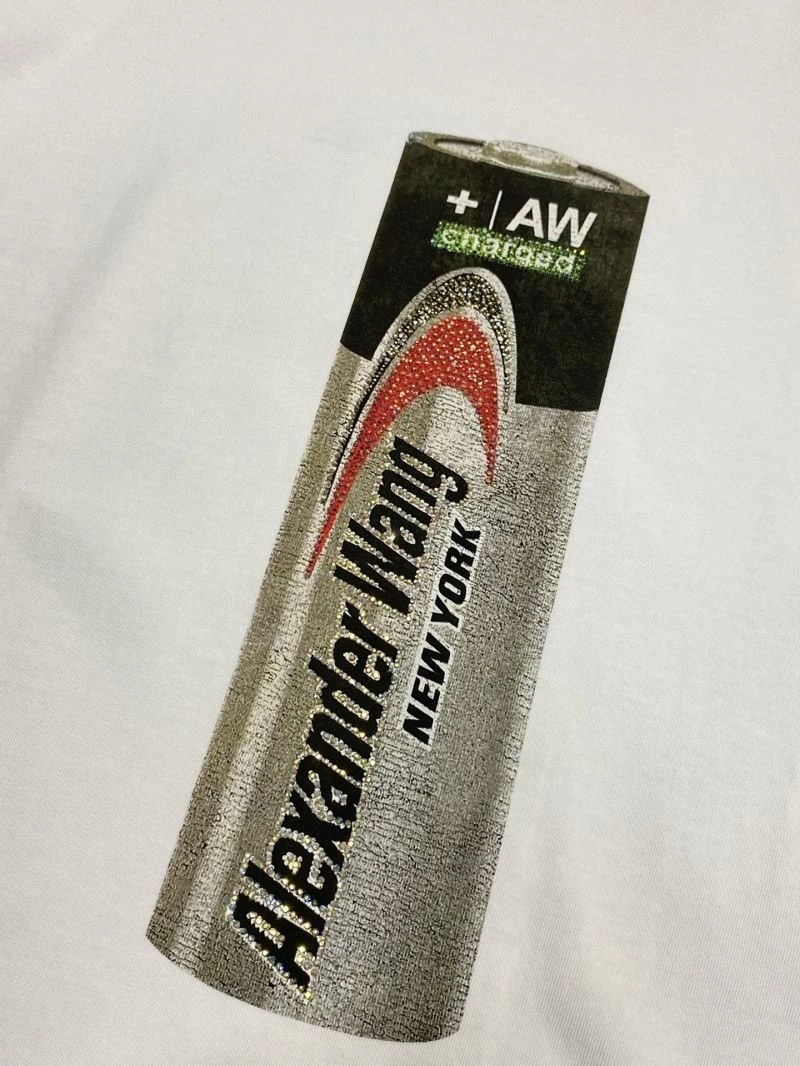 + | AW
charged
Alexander Wang
NEW YORK